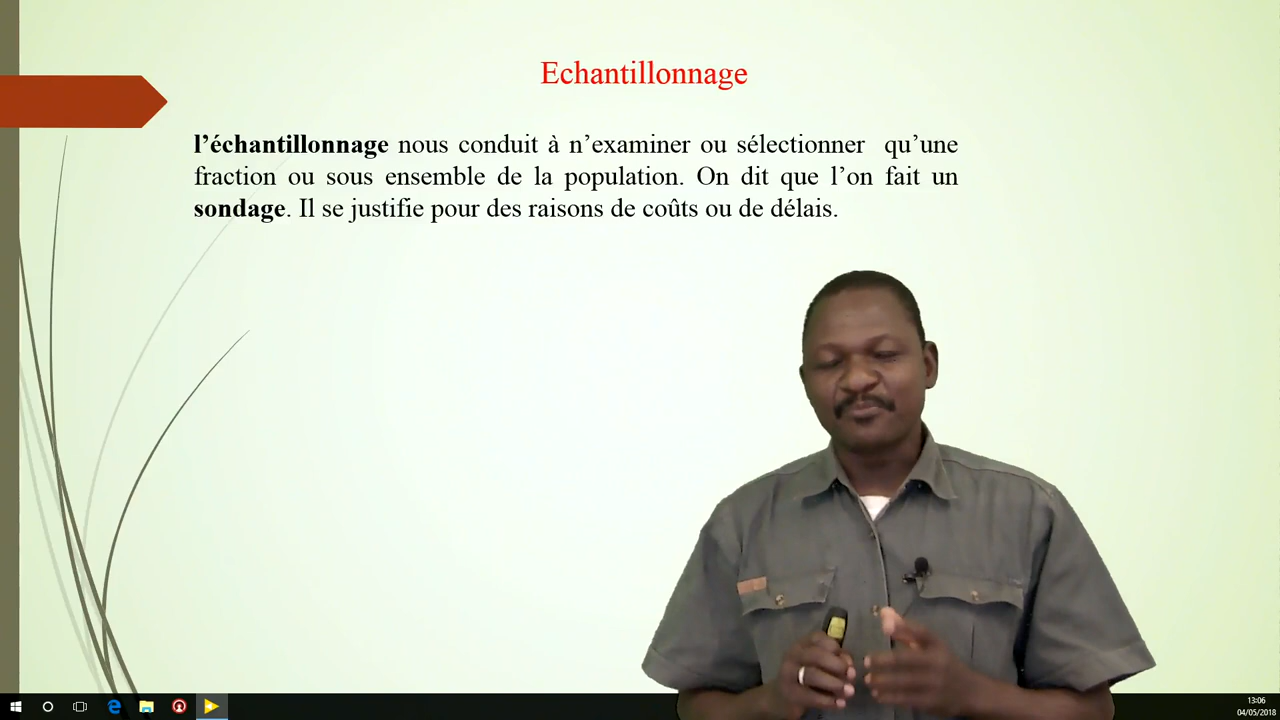 Echantillonnage
l’échantillonnage nous conduit à n’examiner ou sélectionner qu’une
fraction ou sous ensemble de la population. On dit que l’on fait un
sondage. Il se justifie pour des raisons de coûts ou de délais.
13:06
04/05/2018